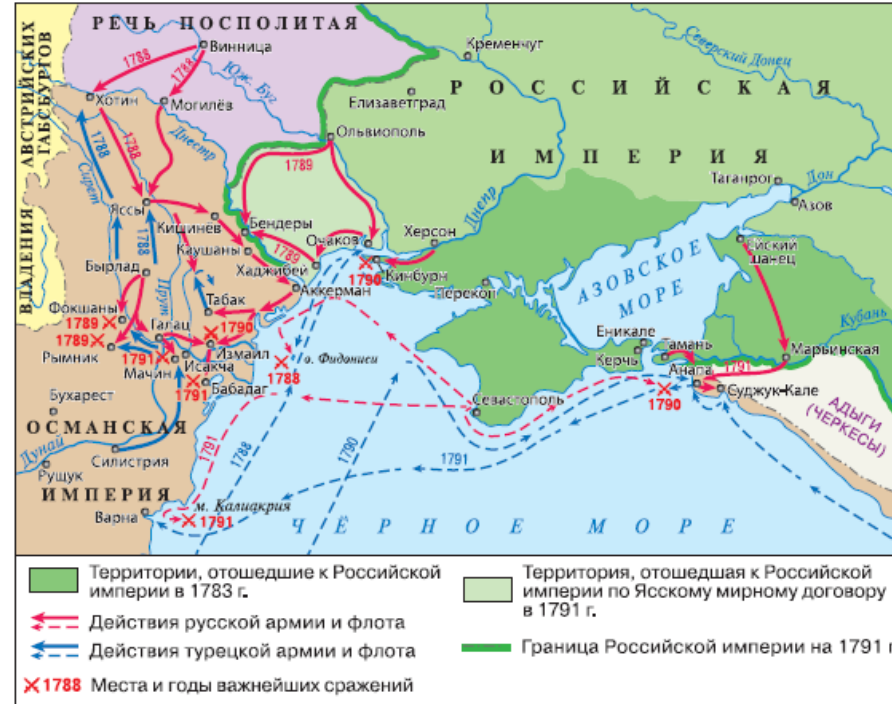 РЕЧЬ ПОСПОЛИТАЯ
ВЛАДЕНИЯ АВСТРИЙСКИХ
ГАБСБУРГОВ
1788
Винница
1788
Юж. Буг
Хотин
Могилёв
Днестр
Кременчуг
Северский Донец
Елизаветград
РОССИЙСКАЯ
ИМПЕРИЯ
Ольвиополь
1789
1788
Сирет
1788
Яссы
1788
Кишинёв
Бендеры
Каушаны
1789
Хаджибей
Очаков
Херсон
Днепр
Кинбурн
1790
Таганрог
Дон
Азов
Бырлад
Прут
Табак
Аккерман
Перекоп
АЗОВСКОЕ
МОРЕ
Ейский
шанец
Фокшаны
1789
1789
Рымник
Галац
1790
Измаил
1791
Мачин
Исакча
1791
Бабадаг
о. Фидониси
1788
Еникале
Керчь
Тамань
Кубань
Марьинская
1791
Анапа
Суджук-Кале
1790
Севастополь
АДЫГИ
(ЧЕРКЕСЫ)
Бухарест
ОСМАНСКАЯ
Дунай
Силистрия
Рущук
ИМПЕРИЯ
Варна
1791
1788
1790
1791
м. Калиакрия
1791
ЧЁРНОЕ МОРЕ
Территории, отошедшие к Российской
империи в 1783 г.
Действия русской армии и флота
Действия турецкой армии и флота
1788 Места и годы важнейших сражений
Территория, отошедшая к Российской
империи по Ясскому мирному договору
в 1791 г.
Граница Российской империи на 1791 г